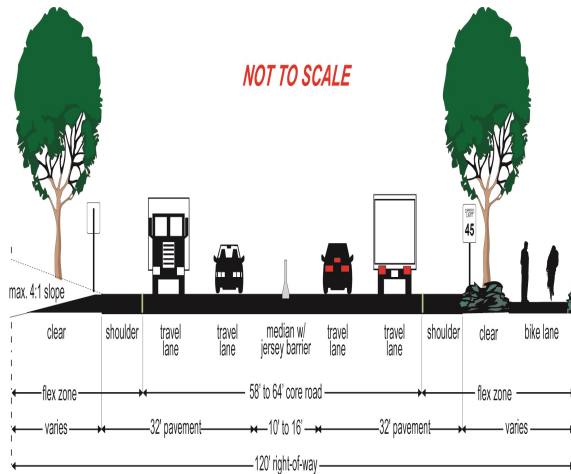 NOT TO SCALE
SPEED
LIMIT
45
max. 4:1 slope
clear
shoulder
travel
lane
travel
lane
median w/
jersey barrier
travel
lane
travel
lane
shoulder
clear
bike lane
flex zone
58' to 64' core road
flex zone
varies
32' pavement
10' to 16'
32' pavement
varies
120' right-of-way